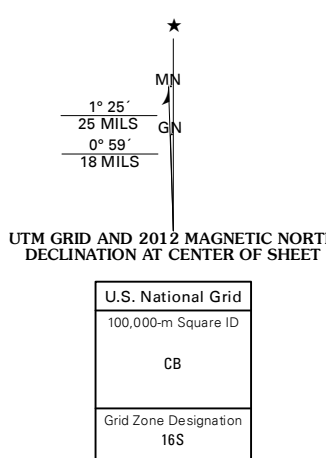 ★
MN
1° 25´
25 MILS
GN
0° 59´
18 MILS
UTM GRID AND 2012 MAGNETIC NORTH
DECLINATION AT CENTER OF SHEET
U.S. National Grid
100,000-m Square ID
CB
Grid Zone Designation
16S